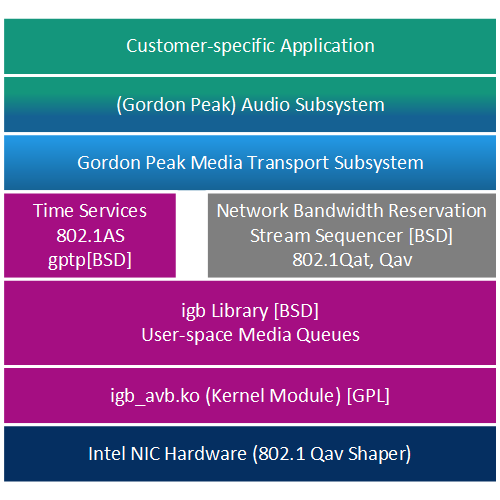 Customer-specific Application
(Gordon Peak) Audio Subsystem
Gordon Peak Media Transport Subsystem
Time Services
802.1AS
gptp[BSD]
Network Bandwidth Reservation
Stream Sequencer [BSD]
802.1Qat, Qav
igb Library [BSD]
User-space Media Queues
igb_avb.ko (Kernel Module) [GPL]
Intel NIC Hardware (802.1 Qav Shaper)